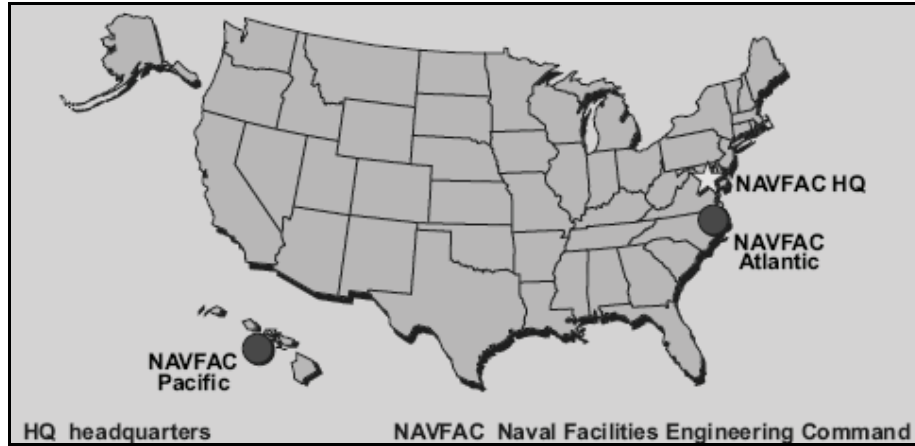 NAVFAC HQ
NAVFAC
Atlantic
NAVFAC
Pacific
HQ headquarters
NAVFAC Naval Facilities Engineering Command